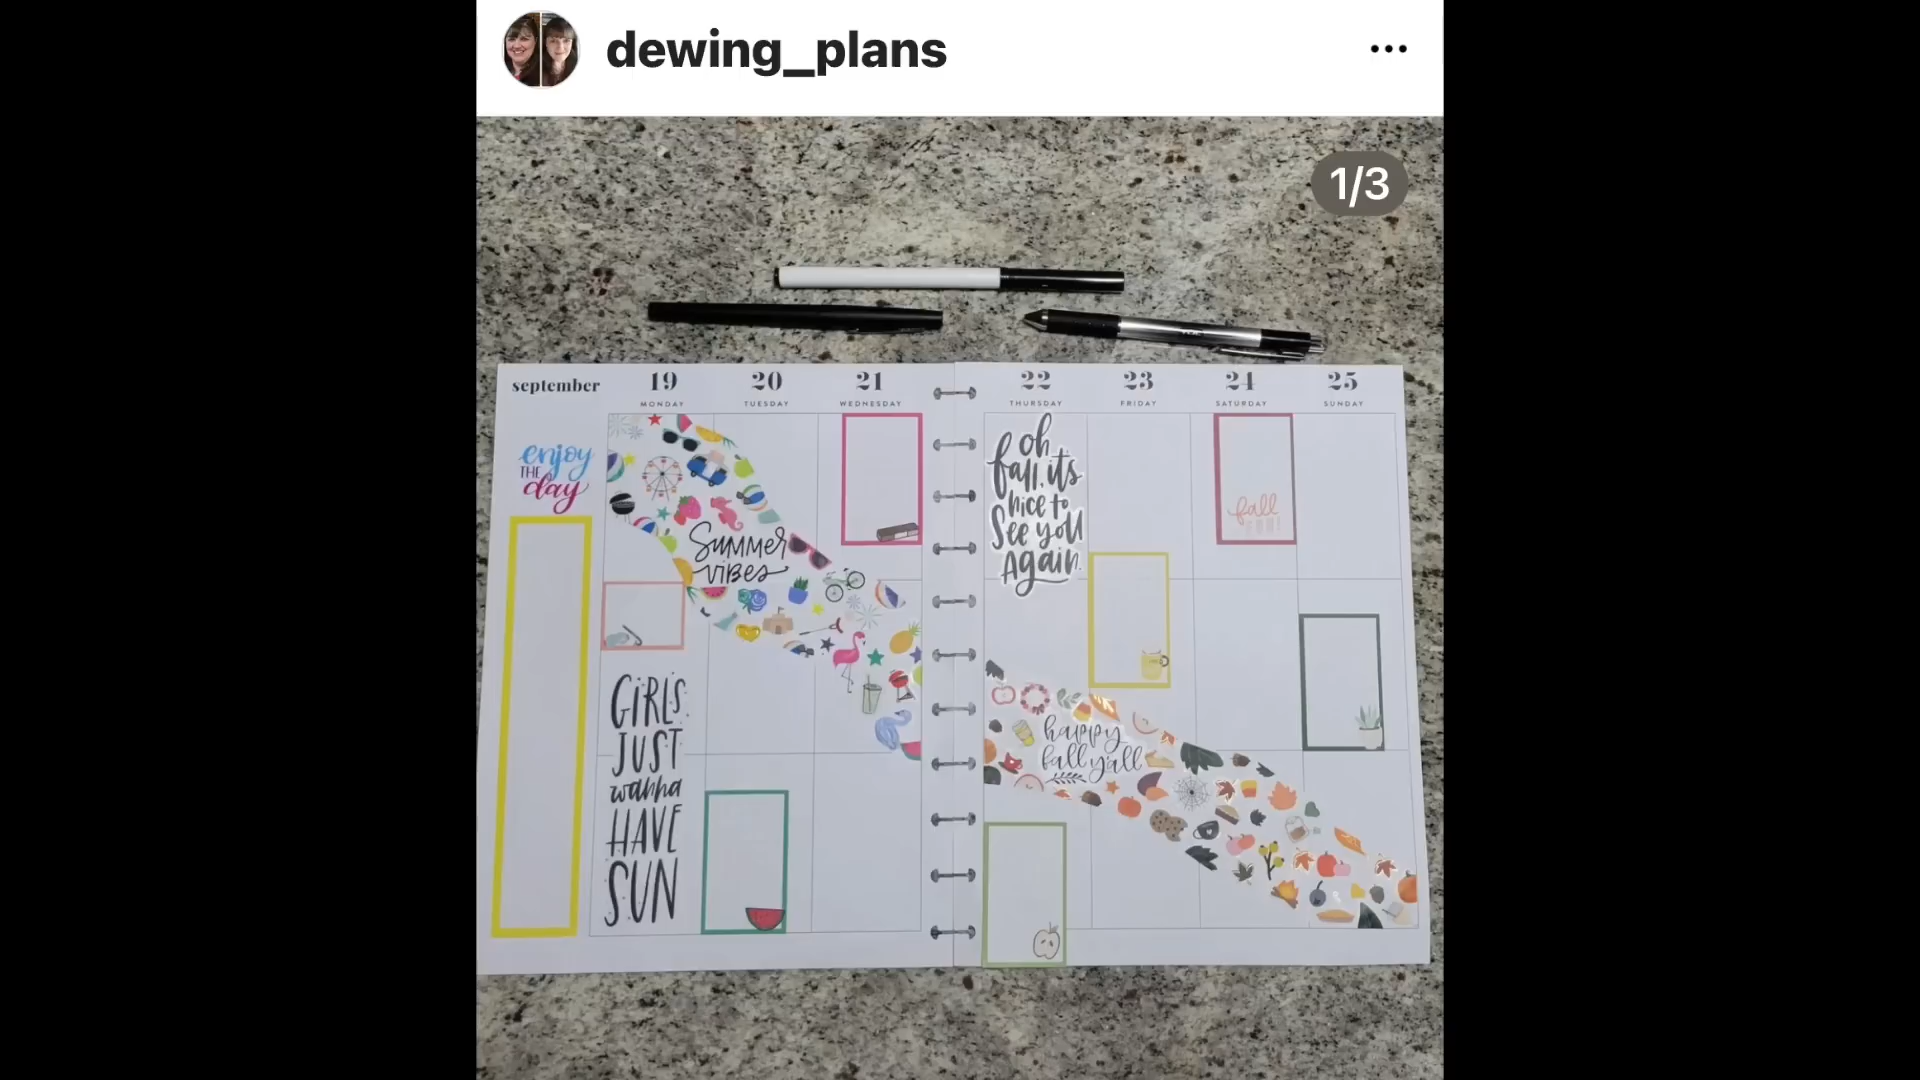 dewing_plans
1/3
september
19
MONDAY
20
TUESDAY
21
WEDNESDAY
22
THURSDAY
23
FRIDAY
24
SATURDAY
25
SUNDAY
enjoy
THE
day
Summer
vibes
GIRLS
JUST
wanna
HAVE
SUN
oh
fall, it's
nice to
See you
Again.
fall
happy
fall y'all